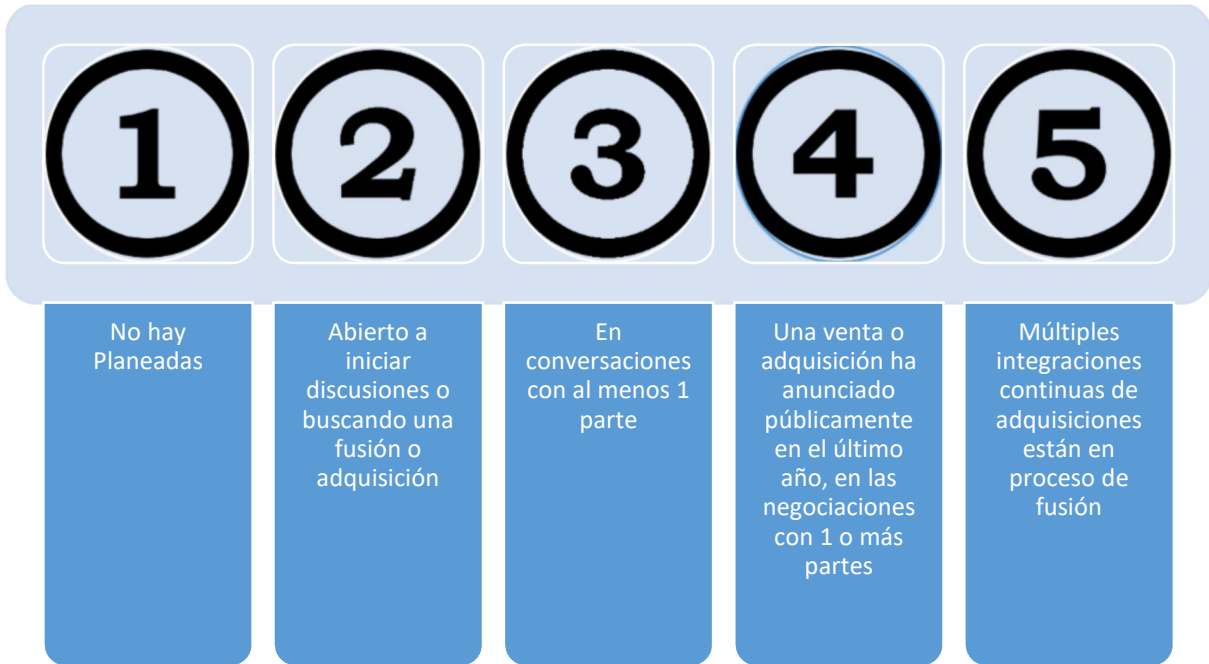 1
2
3
4
5
No hay
Planeadas
Abierto a
iniciar
discusiones o
buscando una
fusión o
adquisición
En
conversaciones
con al menos 1
parte
Una venta o
adquisición ha
anunciado
públicamente
en el último
año, en las
negociaciones
con 1 o más
partes
Múltiples
integraciones
continuas de
adquisiciones
están en
proceso de
fusión